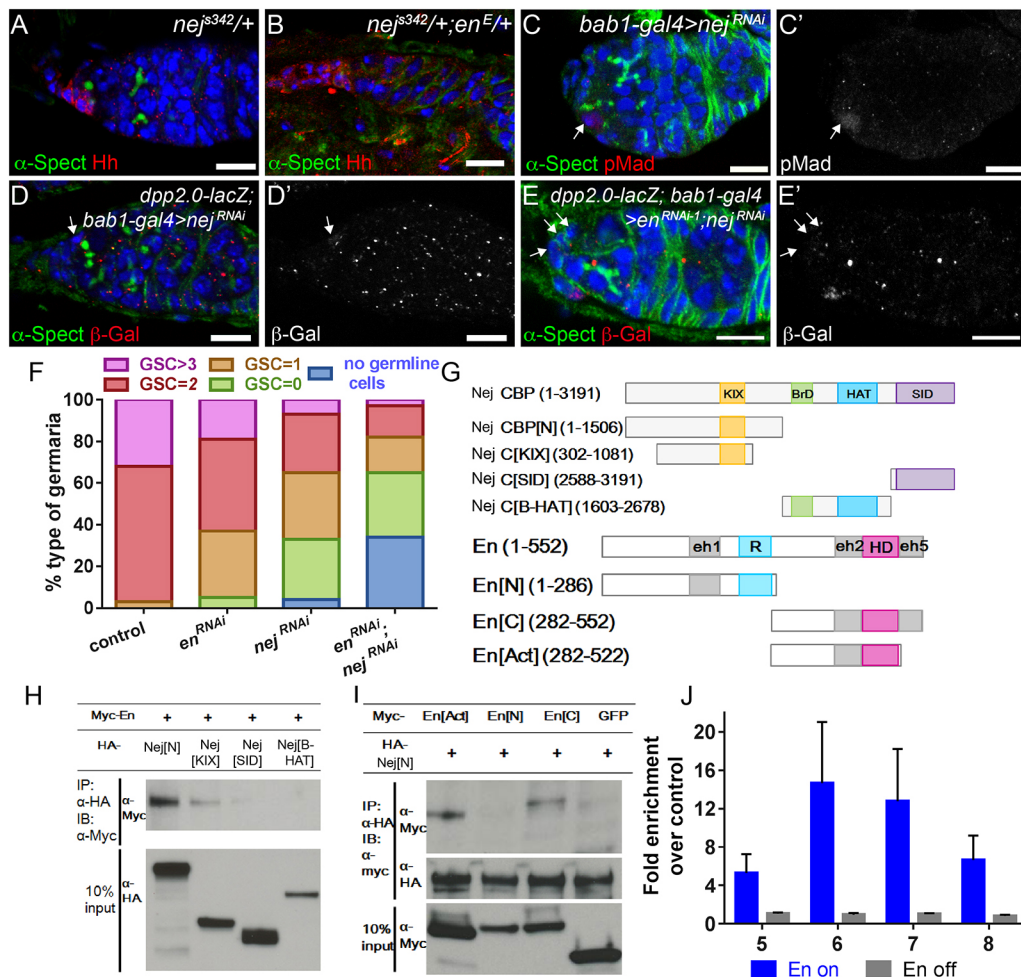 A
nej^s342/+
α-Spect Hh
B
nej^s342/+;en^E/+
α-Spect Hh
C
bab1-gal4>nej^RNAi
α-Spect pMad
C'
pMad
D
dpp2.0-lacZ;
bab1-gal4>nej^RNAi
α-Spect β-Gal
D'
β-Gal
E
dpp2.0-lacZ; bab1-gal4
>en^RNAi-1;nej^RNAi
α-Spect β-Gal
E'
β-Gal
F
GSC>3
GSC=1
no germline
cells
GSC=2
GSC=0
% type of germaria
100
80
60
40
20
0
control
en^RNAi
nej^RNAi
en^RNAi;
nej^RNAi
G
Nej CBP (1-3191)
KIX
BrD
HAT
SID
Nej CBP[N] (1-1506)
Nej C[KIX] (302-1081)
Nej C[SID] (2588-3191)
Nej C[B-HAT] (1603-2678)
En (1-552)
eh1
R
eh2
HD
eh5
En[N] (1-286)
En[C] (282-552)
En[Act] (282-522)
H
Myc-En + + + +
HA- Nej[N] Nej [KIX] Nej [SID] Nej[B-HAT]
IP:
α-HA
IB:
α-Myc
α-
Myc
10%
input
α-
HA
I
Myc- En[Act] En[N] En[C] GFP
HA-
Nej[N]
+ + + +
IP:
α-HA
IB:
α-
myc
α-
Myc
α-
HA
10%
input
α-
Myc
J
Fold enrichment
over control
20
16
12
8
4
0
5 6 7 8
En on
En off